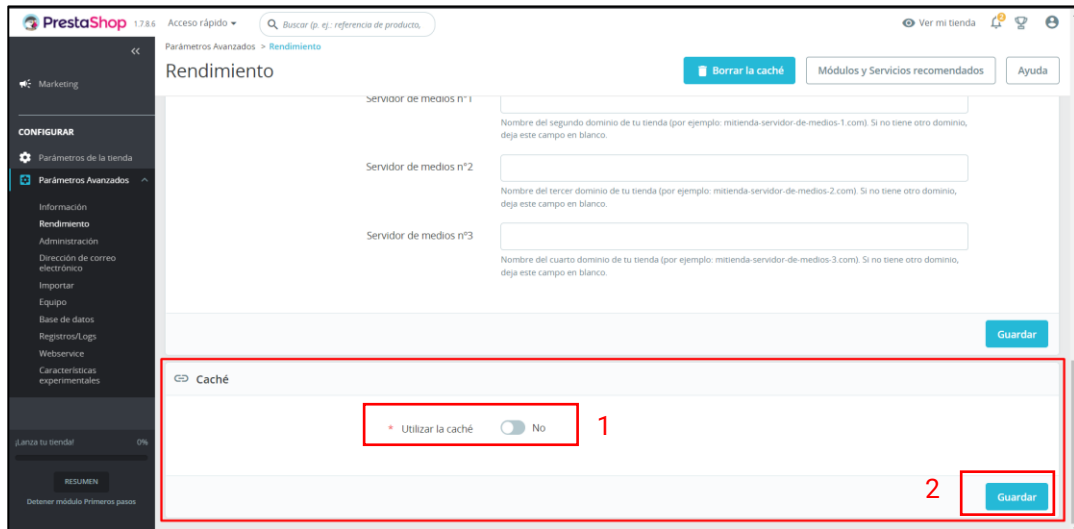 PrestaShop 1.7.8.6 Acceso rápido Buscar (p. ej.: referencia de producto, Ver mi tienda
Parámetros Avanzados > Rendimiento
Rendimiento
Borrar la caché
Módulos y Servicios recomendados
Ayuda
Marketing
CONFIGURAR
Parámetros de la tienda
Parámetros Avanzados
Información
Rendimiento
Administración
Dirección de correo
electrónico
Importar
Equipo
Base de datos
Registros/Logs
Webservice
Características
experimentales
¡Lanza tu tienda! 0%
RESUMEN
Detener módulo Primeros pasos
Servidor de medios nº1
Nombre del segundo dominio de tu tienda (por ejemplo: mitienda-servidor-de-medios-1.com). Si no tiene otro dominio,
deja este campo en blanco.
Servidor de medios nº2
Nombre del tercer dominio de tu tienda (por ejemplo: mitienda-servidor-de-medios-2.com). Si no tiene otro dominio,
deja este campo en blanco.
Servidor de medios nº3
Nombre del cuarto dominio de tu tienda (por ejemplo: mitienda-servidor-de-medios-3.com). Si no tiene otro dominio,
deja este campo en blanco.
Guardar
Caché
* Utilizar la caché No 1
2 Guardar